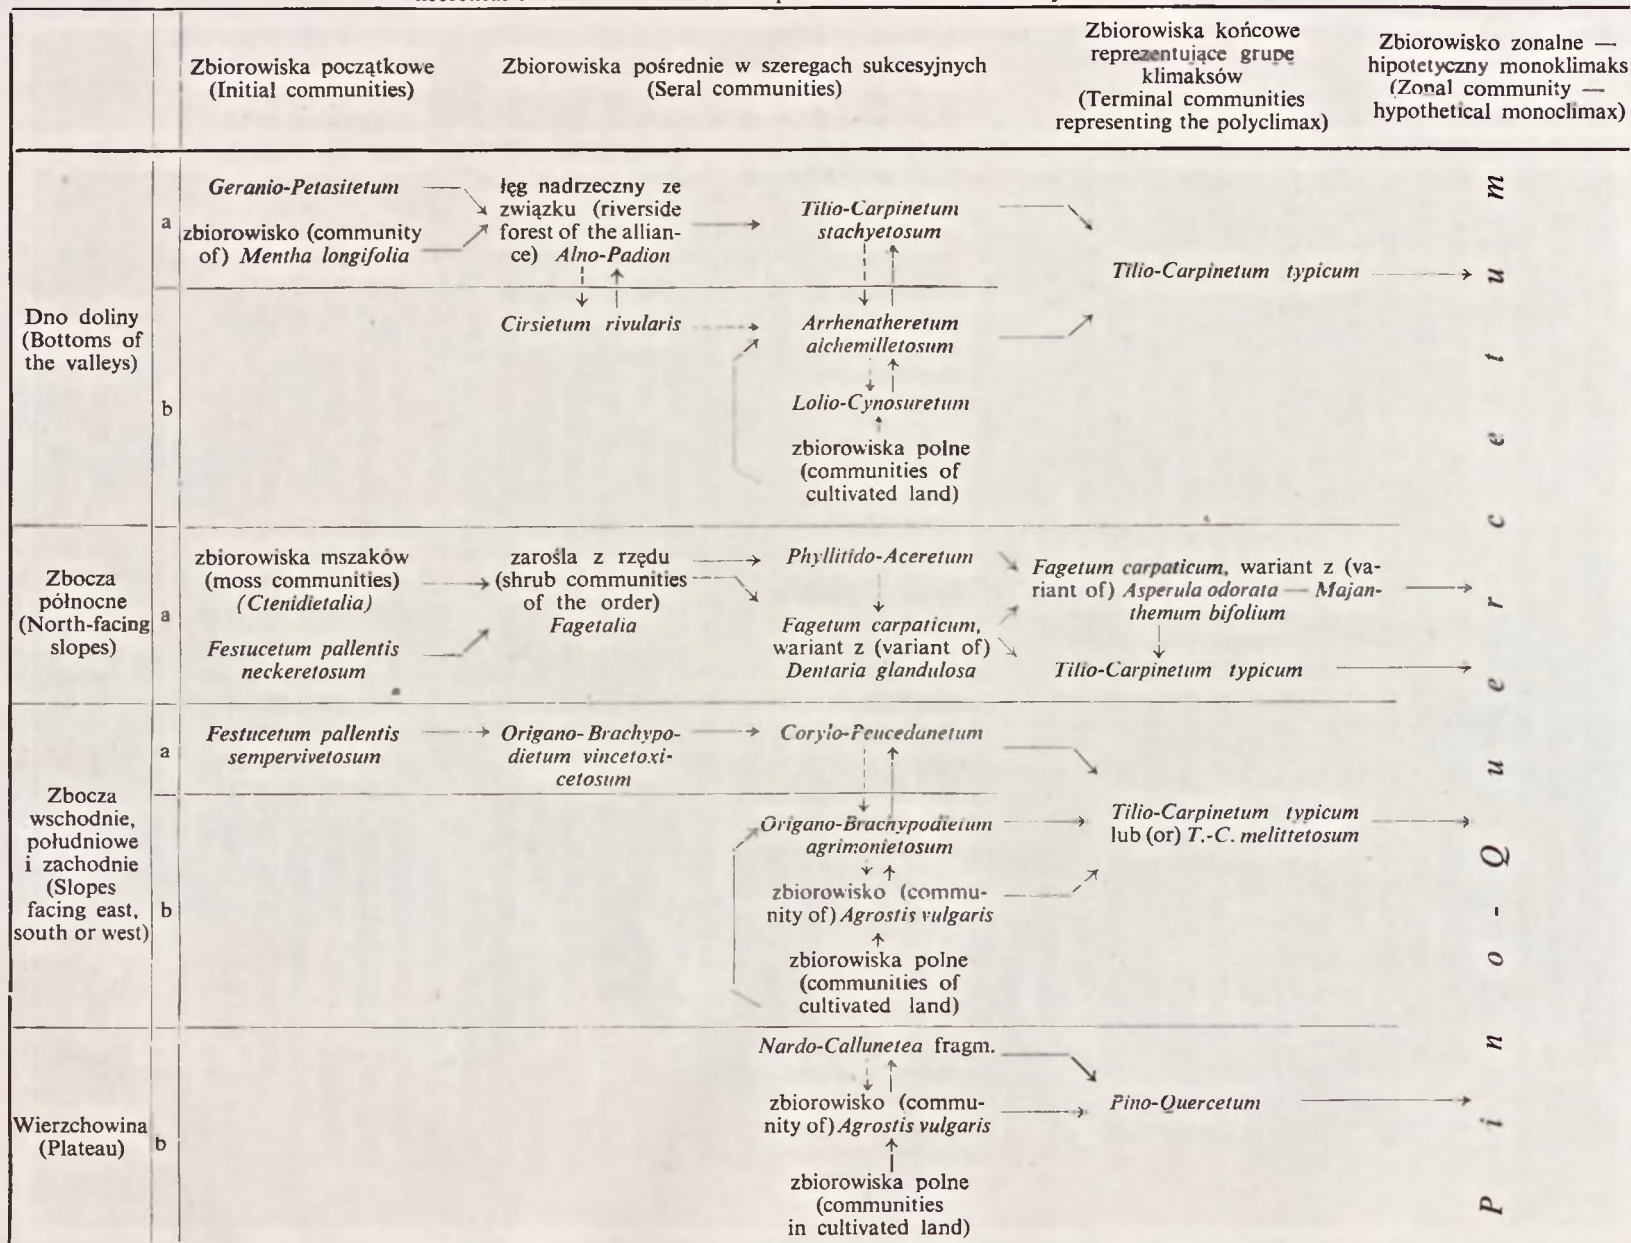 Zbiorowiska początkowe
(Initial communities)
Zbiorowiska pośrednie w szeregach sukcesyjnych
(Seral communities)
Zbiorowiska końcowe
reprezentujące grupę
klimaksów
(Terminal communities
representing the polyclimax)
Zbiorowisko zonalne —
hipotetyczny monoklimaks
(Zonal community —
hypothetical monoclimax)
Dno doliny
(Bottoms of
the valleys)
a
Geranio-Petasitetum
zbiorowisko (community
of) Mentha longifolia
łęg nadrzeczny ze
związku (riverside
forest of the allian-
ce) Alno-Padion
Tilio-Carpinetum
stachyetosum
Tilio-Carpinetum typicum
b
Cirsietum rivularis
Arrhenatheretum
alchemilletosum
Lolio-Cynosuretum
zbiorowiska polne
(communities of
cultivated land)
Zbocza
północne
(North-facing
slopes)
a
zbiorowiska mszaków
(moss communities)
(Ctenidietalia)
Festucetum pallentis
neckeretosum
zarośla z rzędu
(shrub communities
of the order)
Fagetalia
Phyllitido-Aceretum
Fagetum carpaticum,
wariant z (variant of)
Dentaria glandulosa
Fagetum carpaticum, wariant z (va-
riant of) Asperula odorata — Majan-
themum bifolium
Tilio-Carpinetum typicum
Zbocza
wschodnie,
południowe
i zachodnie
(Slopes
facing east,
south or west)
a
Festucetum pallentis
sempervivetosum
Origano-Brachypo-
dietum vincetoxi-
cetosum
Corylo-Peucedanetum
b
Origano-Brachypodietum
agrimonietosum
zbiorowisko (commu-
nity of) Agrostis vulgaris
zbiorowiska polne
(communities of
cultivated land)
Tilio-Carpinetum typicum
lub (or) T.-C. melittetosum
Wierzchowina
(Plateau)
b
Nardo-Callunetea fragm.
zbiorowisko (commu-
nity of) Agrostis vulgaris
zbiorowiska polne
(communities
in cultivated land)
Pino-Quercetum
Pino-Quercetum